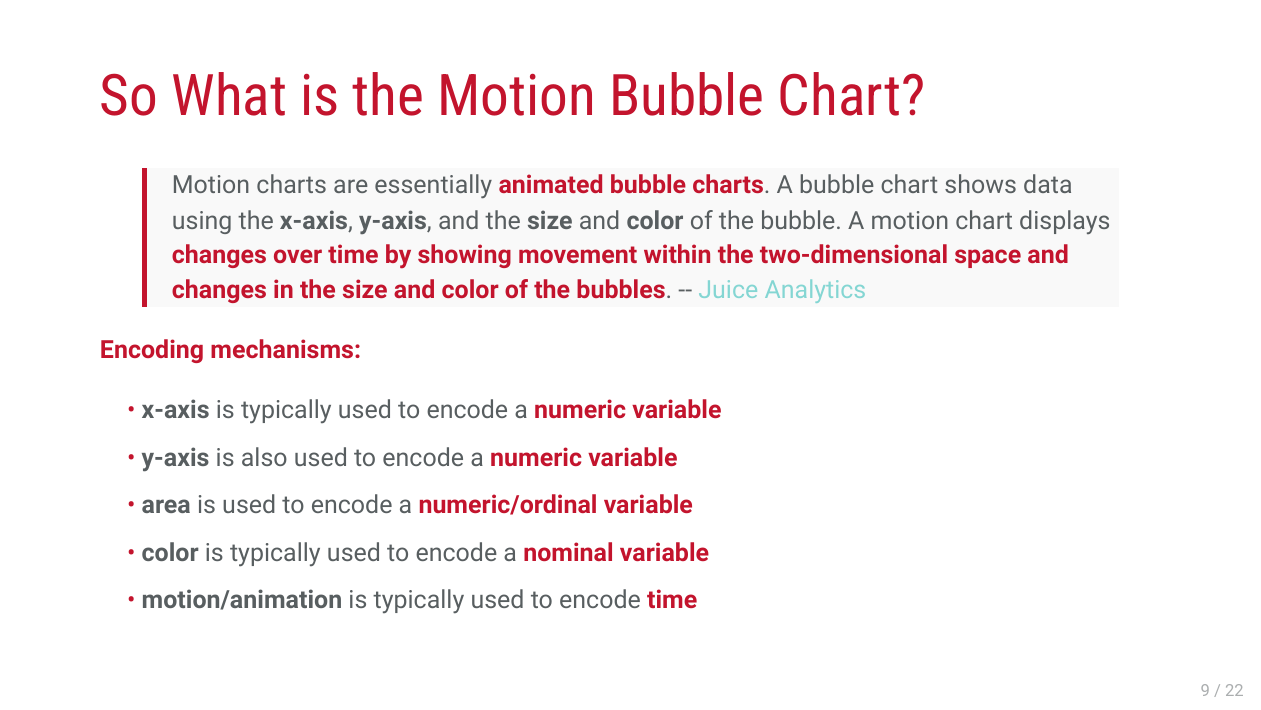 So What is the Motion Bubble Chart?
Motion charts are essentially animated bubble charts. A bubble chart shows data
using the x-axis, y-axis, and the size and color of the bubble. A motion chart displays
changes over time by showing movement within the two-dimensional space and
changes in the size and color of the bubbles. -- Juice Analytics
Encoding mechanisms:
• x-axis is typically used to encode a numeric variable
• y-axis is also used to encode a numeric variable
• area is used to encode a numeric/ordinal variable
• color is typically used to encode a nominal variable
• motion/animation is typically used to encode time
9 / 22